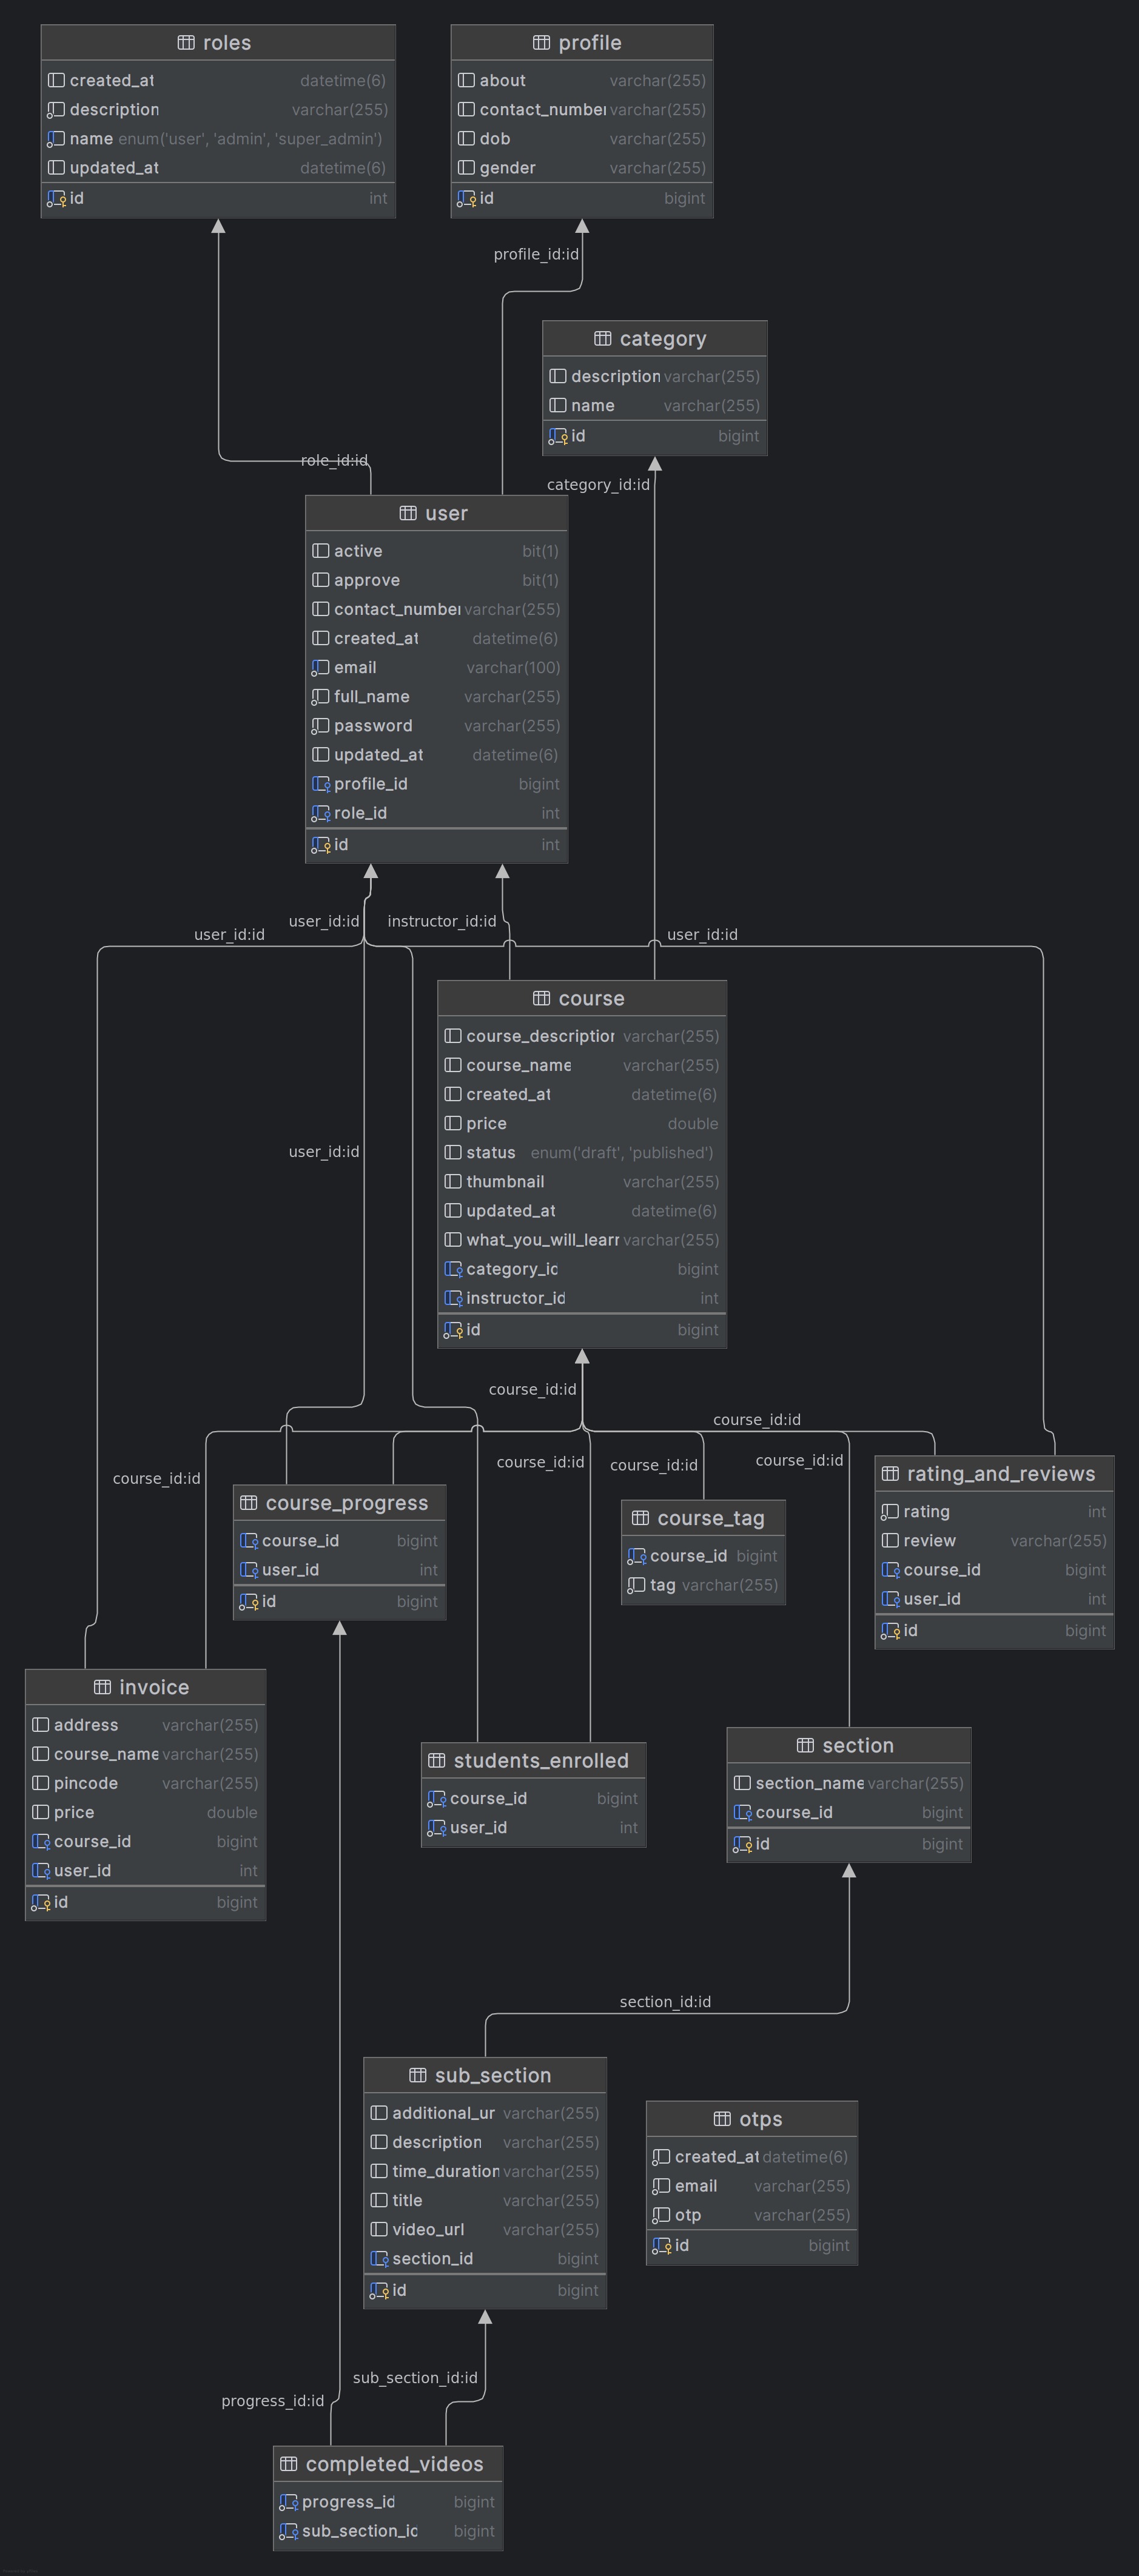 roles
created_at datetime(6)
description varchar(255)
name enum('user', 'admin', 'super_admin')
updated_at datetime(6)
id int
profile
about varchar(255)
contact_number varchar(255)
dob varchar(255)
gender varchar(255)
id bigint
profile_id:id
category
description varchar(255)
name varchar(255)
id bigint
role_id:id
category_id:id
user
active bit(1)
approve bit(1)
contact_number varchar(255)
created_at datetime(6)
email varchar(100)
full_name varchar(255)
password varchar(255)
updated_at datetime(6)
profile_id bigint
role_id int
id int
user_id:id instructor_id:id
user_id:id user_id:id
course
course_description varchar(255)
course_name varchar(255)
created_at datetime(6)
price double
status enum('draft', 'published')
thumbnail varchar(255)
updated_at datetime(6)
what_you_will_learn varchar(255)
category_id bigint
instructor_id int
id bigint
user_id:id
course_id:id
course_id:id
course_id:id
course_id:id
course_id:id
course_id:id
course_progress
course_id bigint
user_id int
id bigint
course_tag
course_id bigint
tag varchar(255)
rating_and_reviews
rating int
review varchar(255)
course_id bigint
user_id int
id bigint
invoice
address varchar(255)
course_name varchar(255)
pincode varchar(255)
price double
course_id bigint
user_id int
id bigint
students_enrolled
course_id bigint
user_id int
section
section_name varchar(255)
course_id bigint
id bigint
section_id:id
sub_section
additional_ur varchar(255)
description varchar(255)
time_duration varchar(255)
title varchar(255)
video_url varchar(255)
section_id bigint
id bigint
otps
created_at datetime(6)
email varchar(255)
otp varchar(255)
id bigint
sub_section_id:id
progress_id:id
completed_videos
progress_id bigint
sub_section_id bigint